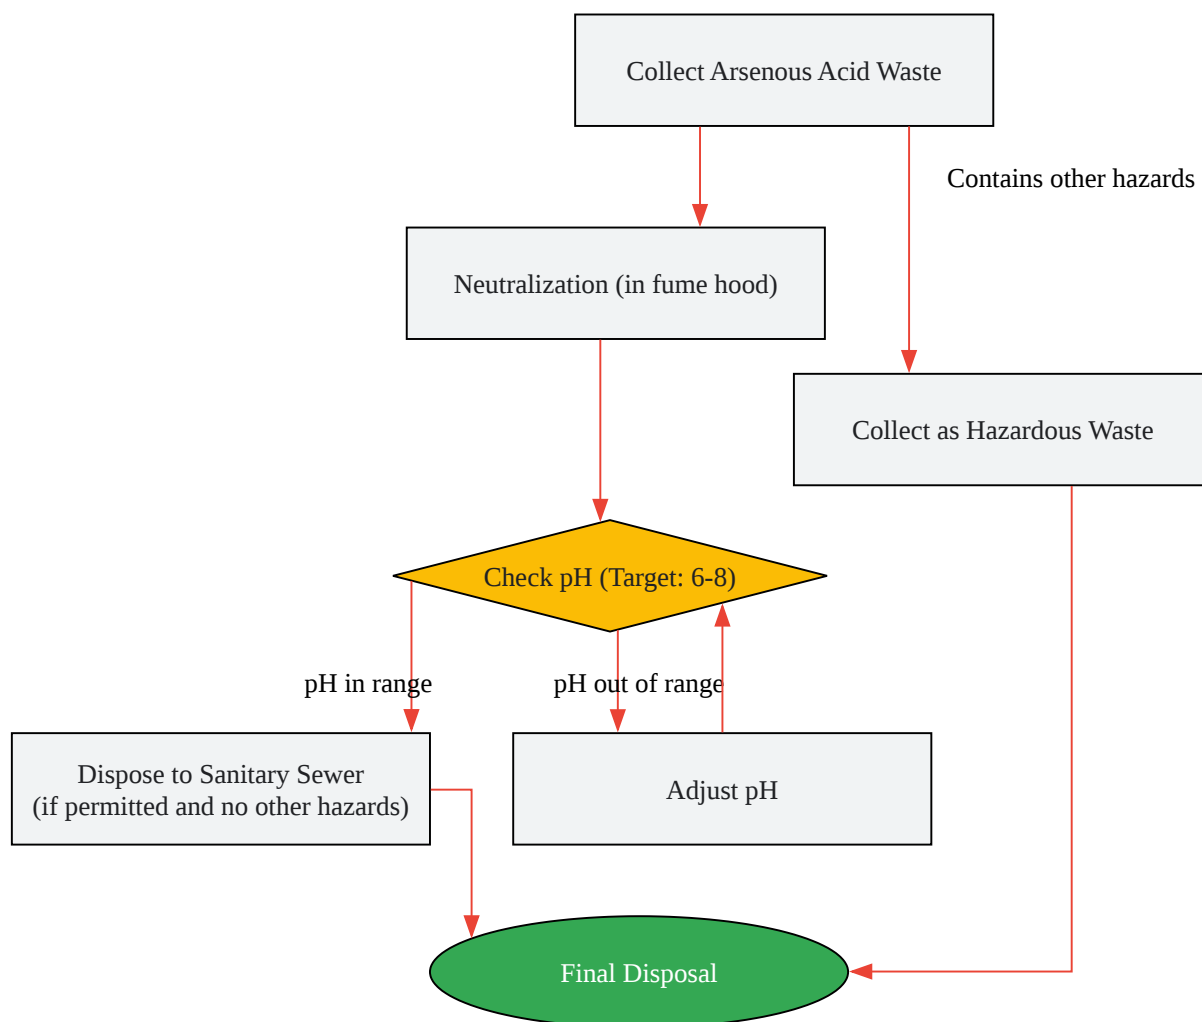 Collect Arsenous Acid Waste
Contains other hazards
Neutralization (in fume hood)
Collect as Hazardous Waste
Check pH (Target: 6-8)
pH in range
pH out of range
Dispose to Sanitary Sewer
(if permitted and no other hazards)
Adjust pH
Final Disposal